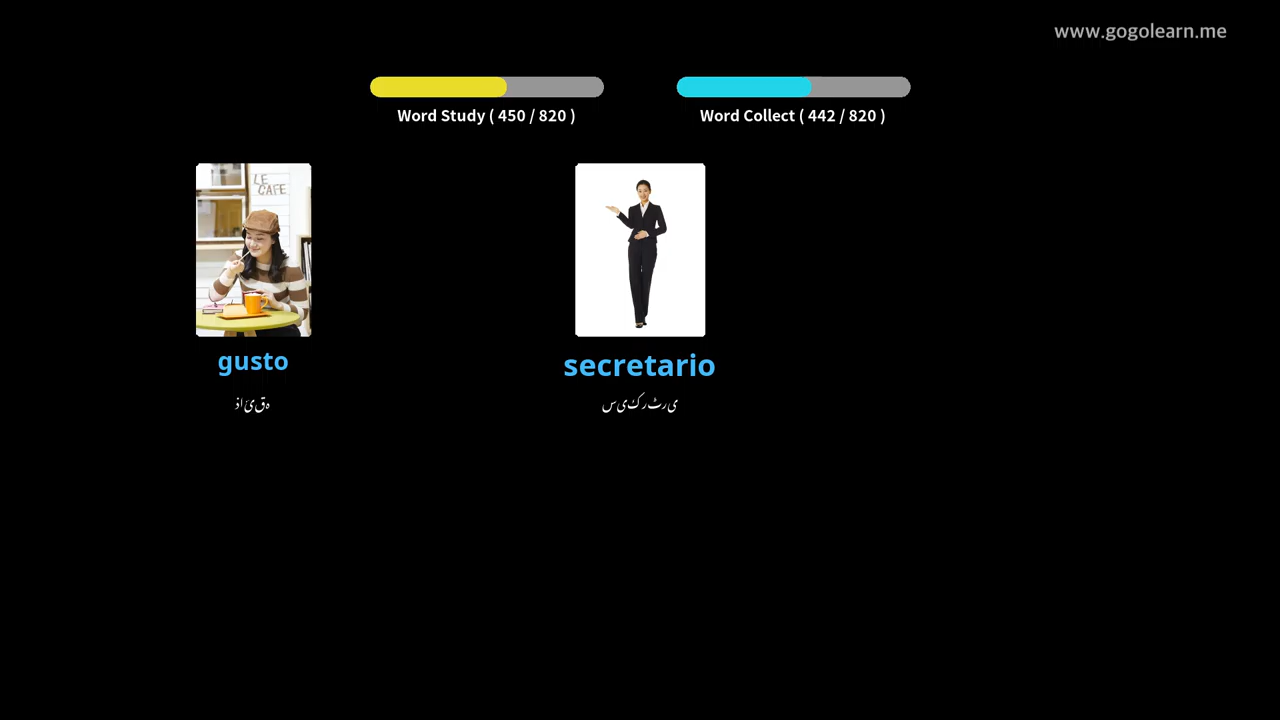 www.gogolearn.me
Word Study ( 450 / 820 )
Word Collect ( 442 / 820 )
LE
CAFE
gusto
ذائقہ
secretario
سیکرٹری